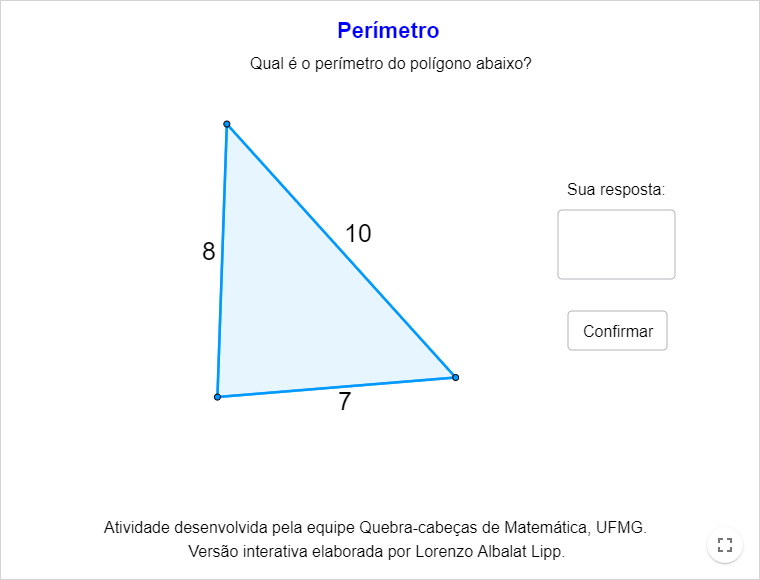 Perímetro
Qual é o perímetro do polígono abaixo?
Sua resposta:
10
8
Confirmar
7
Atividade desenvolvida pela equipe Quebra-cabeças de Matemática, UFMG.
Versão interativa elaborada por Lorenzo Albalat Lipp.